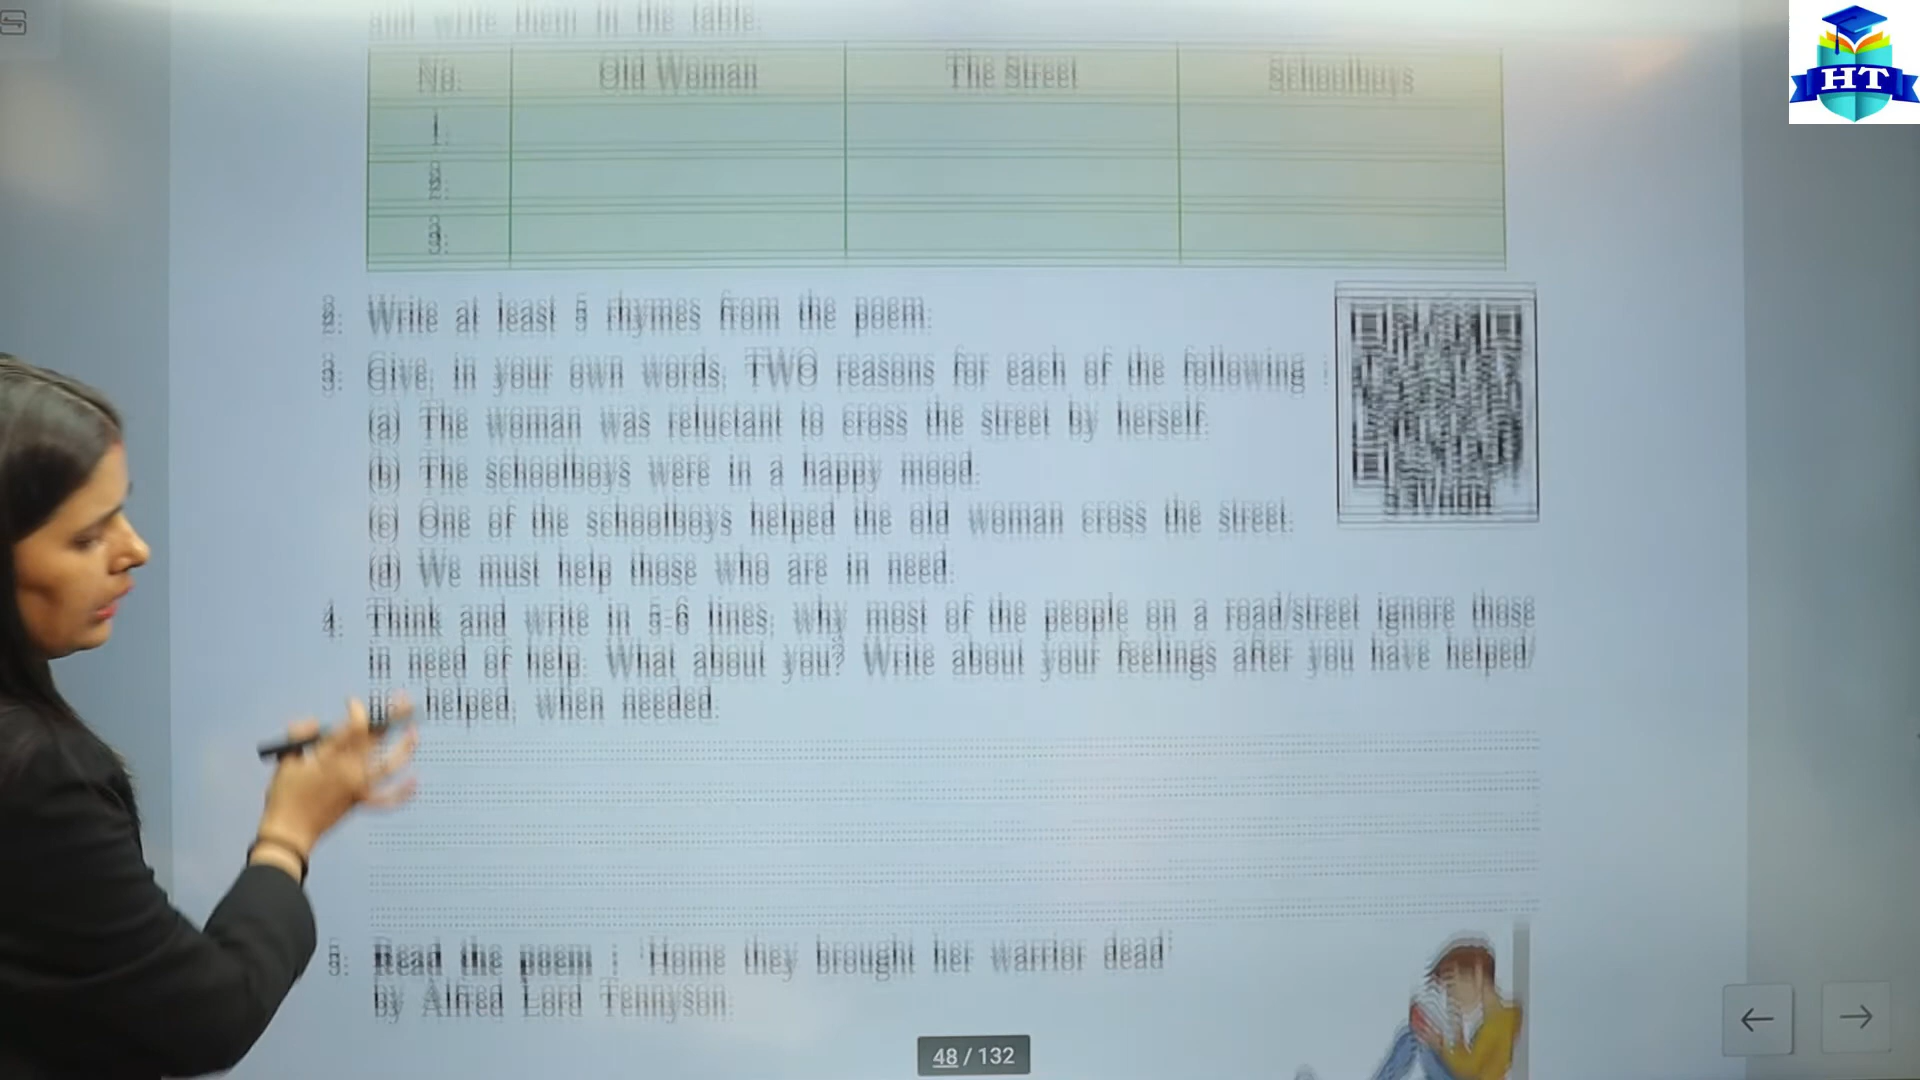 and write them in the table.
No. Old Woman The Street Schoolboys
1.
2.
3.
2. Write at least 5 rhymes from the poem.
3. Give, in your own words, TWO reasons for each of the following :
(a) The woman was reluctant to cross the street by herself.
(b) The schoolboys were in a happy mood.
(c) One of the schoolboys helped the old woman cross the street.
(d) We must help those who are in need.
4. Think and write in 5-6 lines, why most of the people on a road/street ignore those
in need of help. What about you? Write about your feelings after you have helped/
helped, when needed.
5. Read the poem : 'Home they brought her warrior dead'
by Alfred Lord Tennyson.
48 / 132
HT